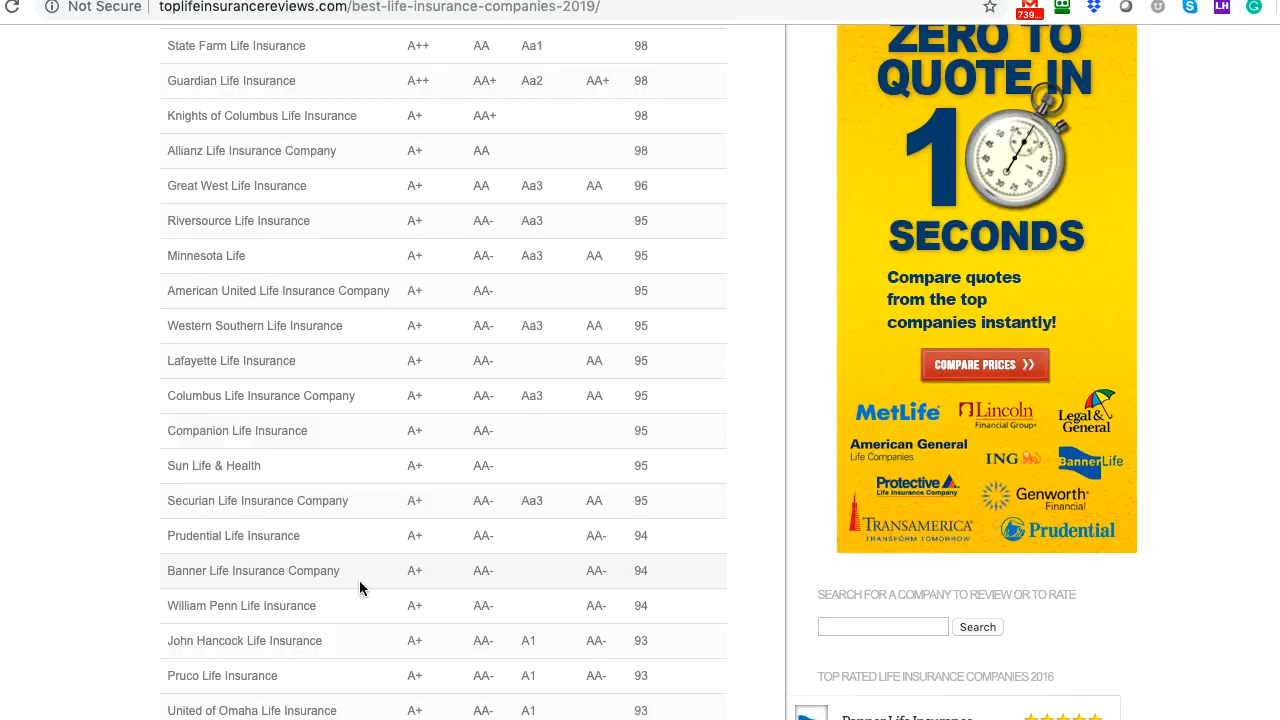 Not Secure toplifeinsurancereviews.com/best-life-insurance-companies-2019/
739...
LH
State Farm Life Insurance A++ AA Aa1 98
Guardian Life Insurance A++ AA+ Aa2 AA+ 98
Knights of Columbus Life Insurance A+ AA+ 98
Allianz Life Insurance Company A+ AA 98
Great West Life Insurance A+ AA Aa3 AA 96
Riversource Life Insurance A+ AA- Aa3 95
Minnesota Life A+ AA- Aa3 AA 95
American United Life Insurance Company A+ AA- 95
Western Southern Life Insurance A+ AA- Aa3 AA 95
Lafayette Life Insurance A+ AA- AA 95
Columbus Life Insurance Company A+ AA- Aa3 AA 95
Companion Life Insurance A+ AA- 95
Sun Life & Health A+ AA- 95
Securian Life Insurance Company A+ AA- Aa3 AA 95
Prudential Life Insurance A+ AA- AA- 94
Banner Life Insurance Company A+ AA- AA- 94
William Penn Life Insurance A+ AA- AA- 94
John Hancock Life Insurance A+ AA- A1 AA- 93
Pruco Life Insurance A+ AA- A1 AA- 93
United of Omaha Life Insurance A+ AA- A1 93
ZERO TO
QUOTE IN
10
SECONDS
Compare quotes
from the top
companies instantly!
COMPARE PRICES
MetLife
Lincoln
Financial Group®
Legal &
General
American General
Life Companies
ING
BannerLife
Protective
Life Insurance Company
Genworth
Financial
TRANSAMERICA
TRANSFORM TOMORROW
Prudential
SEARCH FOR A COMPANY TO REVIEW OR TO RATE
Search
TOP RATED LIFE INSURANCE COMPANIES 2016
Banner Life Insurance